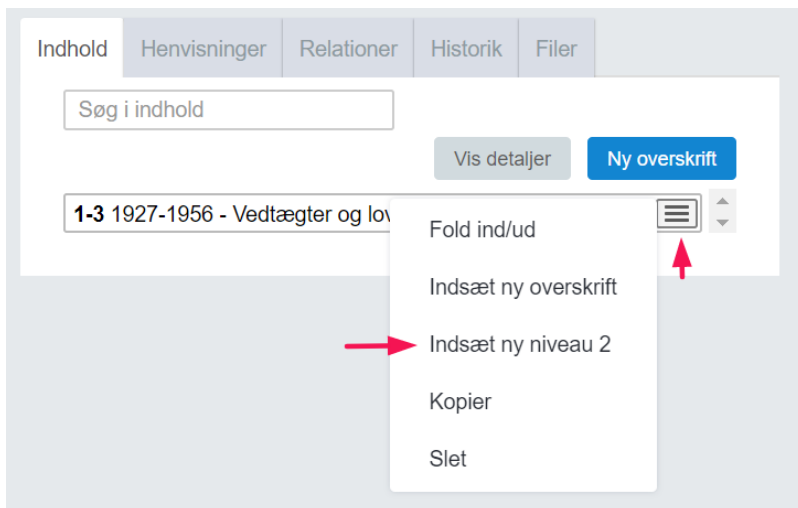 Indhold Henvisninger Relationer Historik Filer
Søg i indhold
Vis detaljer Ny overskrift
1-3 1927-1956 - Vedtægter og lov
Fold ind/ud
Indsæt ny overskrift
Indsæt ny niveau 2
Kopier
Slet